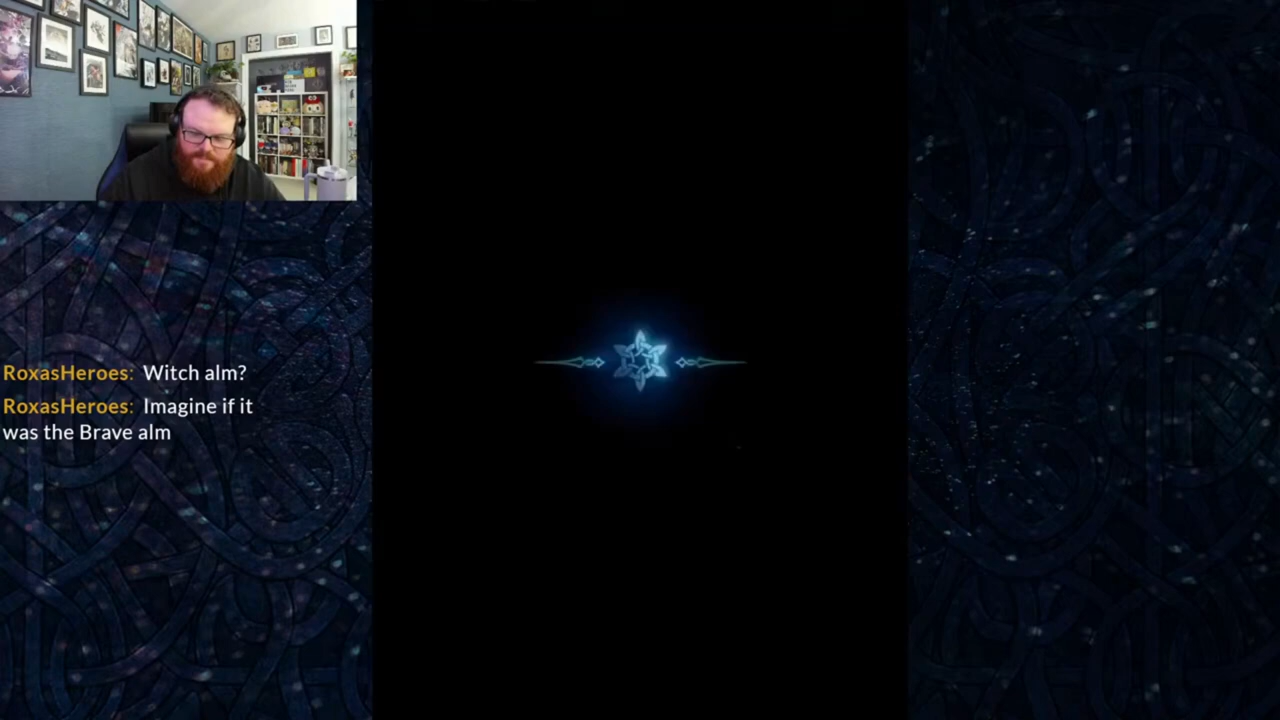 RoxasHeroes: Witch alm?
RoxasHeroes: Imagine if it
was the Brave alm